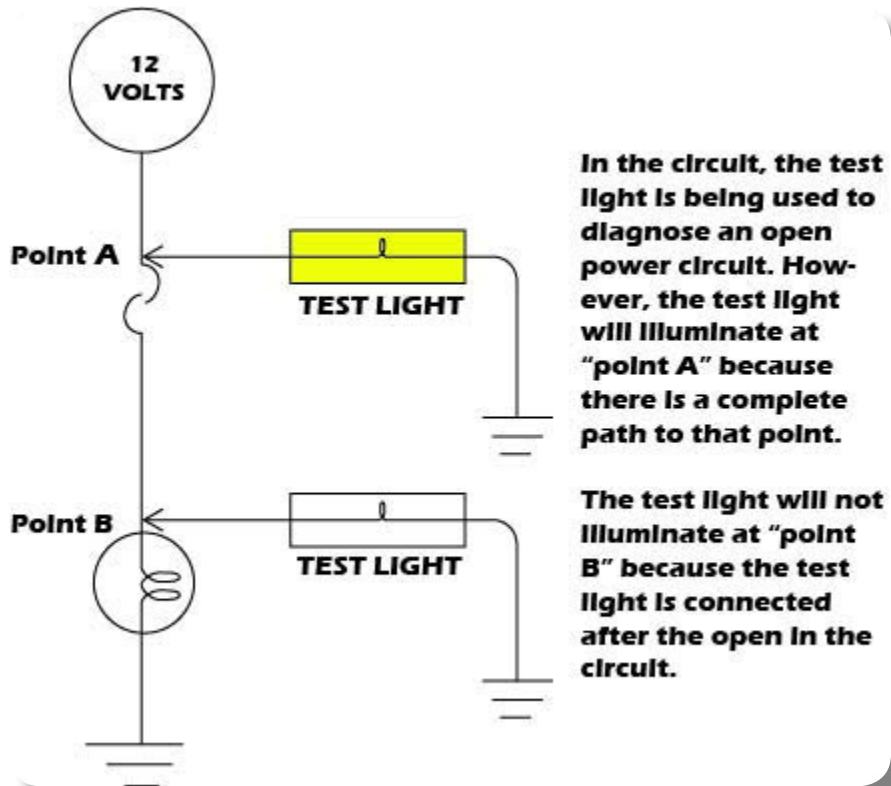 12
VOLTS
Point A
TEST LIGHT
Point B
TEST LIGHT
In the circuit, the test
light is being used to
diagnose an open
power circuit. How-
ever, the test light
will illuminate at
“point A” because
there is a complete
path to that point.
The test light will not
illuminate at “point
B” because the test
light is connected
after the open in the
circuit.